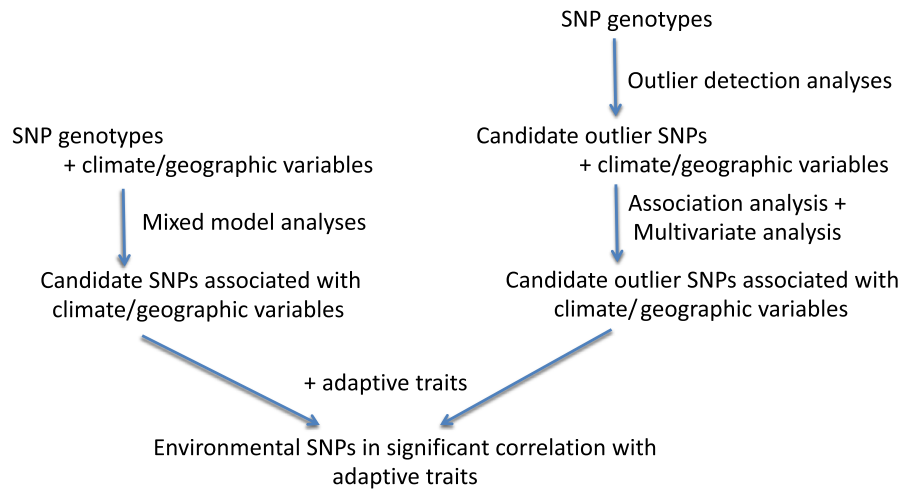 SNP genotypes
Outlier detection analyses
SNP genotypes
+ climate/geographic variables
Candidate outlier SNPs
+ climate/geographic variables
Mixed model analyses
Association analysis +
Multivariate analysis
Candidate SNPs associated with
climate/geographic variables
Candidate outlier SNPs associated with
climate/geographic variables
+ adaptive traits
Environmental SNPs in significant correlation with
adaptive traits